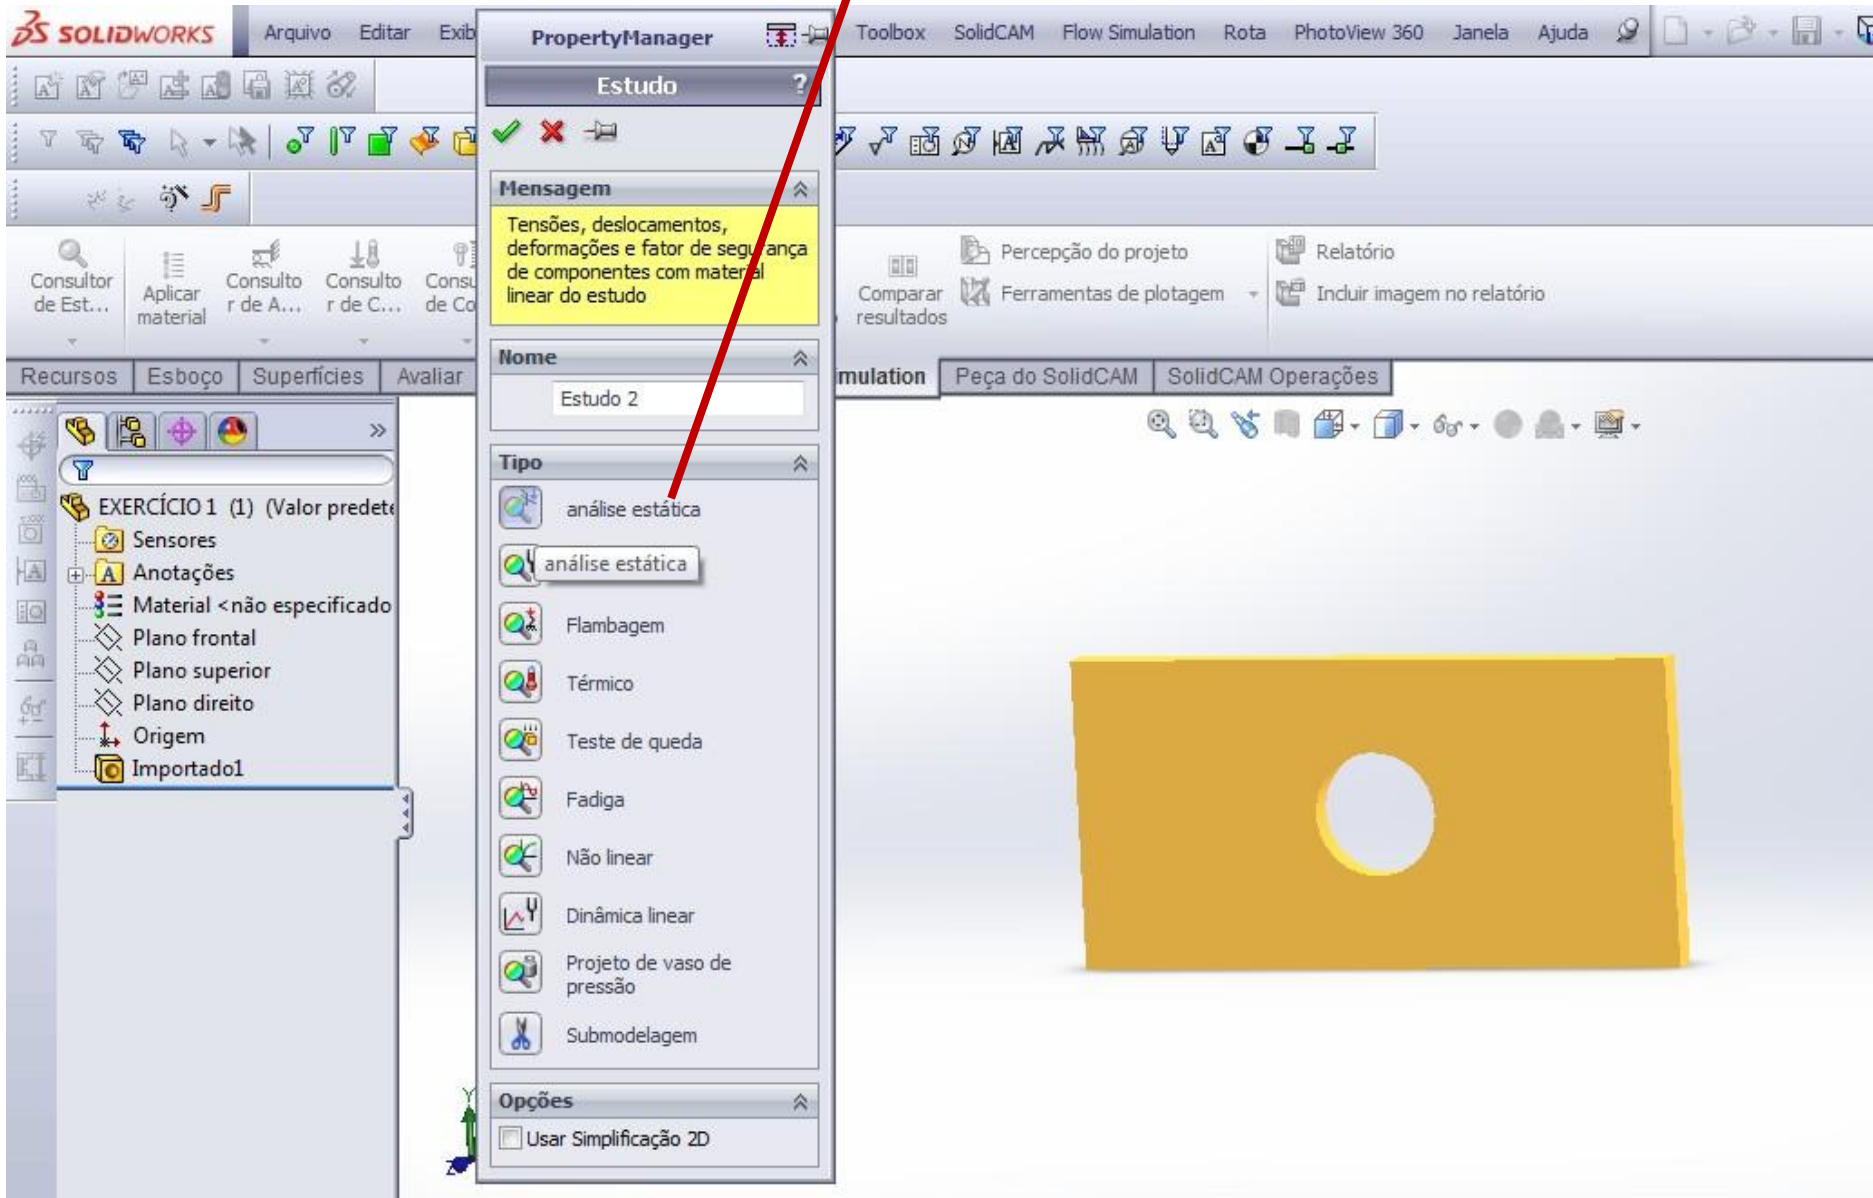 SOLIDWORKS
Arquivo Editar Exib
Toolbox SolidCAM Flow Simulation Rota PhotoView 360 Janela Ajuda
PropertyManager
Estudo ?
Mensagem
Tensões, deslocamentos,
deformações e fator de segurança
de componentes com material
linear do estudo
Nome
Estudo 2
Tipo
análise estática
análise estática
Flambagem
Térmico
Teste de queda
Fadiga
Não linear
Dinâmica linear
Projeto de vaso de
pressão
Submodelagem
Opções
Usar Simplificação 2D
Consultor
de Est...
Aplicar
material
Consulto
r de A...
Consulto
r de C...
Consu
de Co
Comparar
resultados
Percepção do projeto
Ferramentas de plotagem
Relatório
Incluir imagem no relatório
Recursos Esboço Superfícies Avaliar
mulation Peça do SolidCAM SolidCAM Operações
EXERCÍCIO 1 (1) (Valor predete
Sensores
Anotações
Material <não especificado
Plano frontal
Plano superior
Plano direito
Origem
Importado1
Y
Z